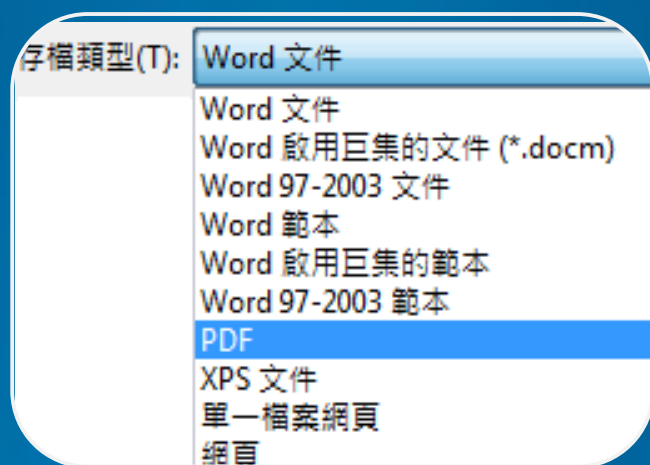 存檔類型(T): Word 文件
Word 文件
Word 啟用巨集的文件 (*.docm)
Word 97-2003 文件
Word 範本
Word 啟用巨集的範本
Word 97-2003 範本
PDF
XPS 文件
單一檔案網頁
網頁